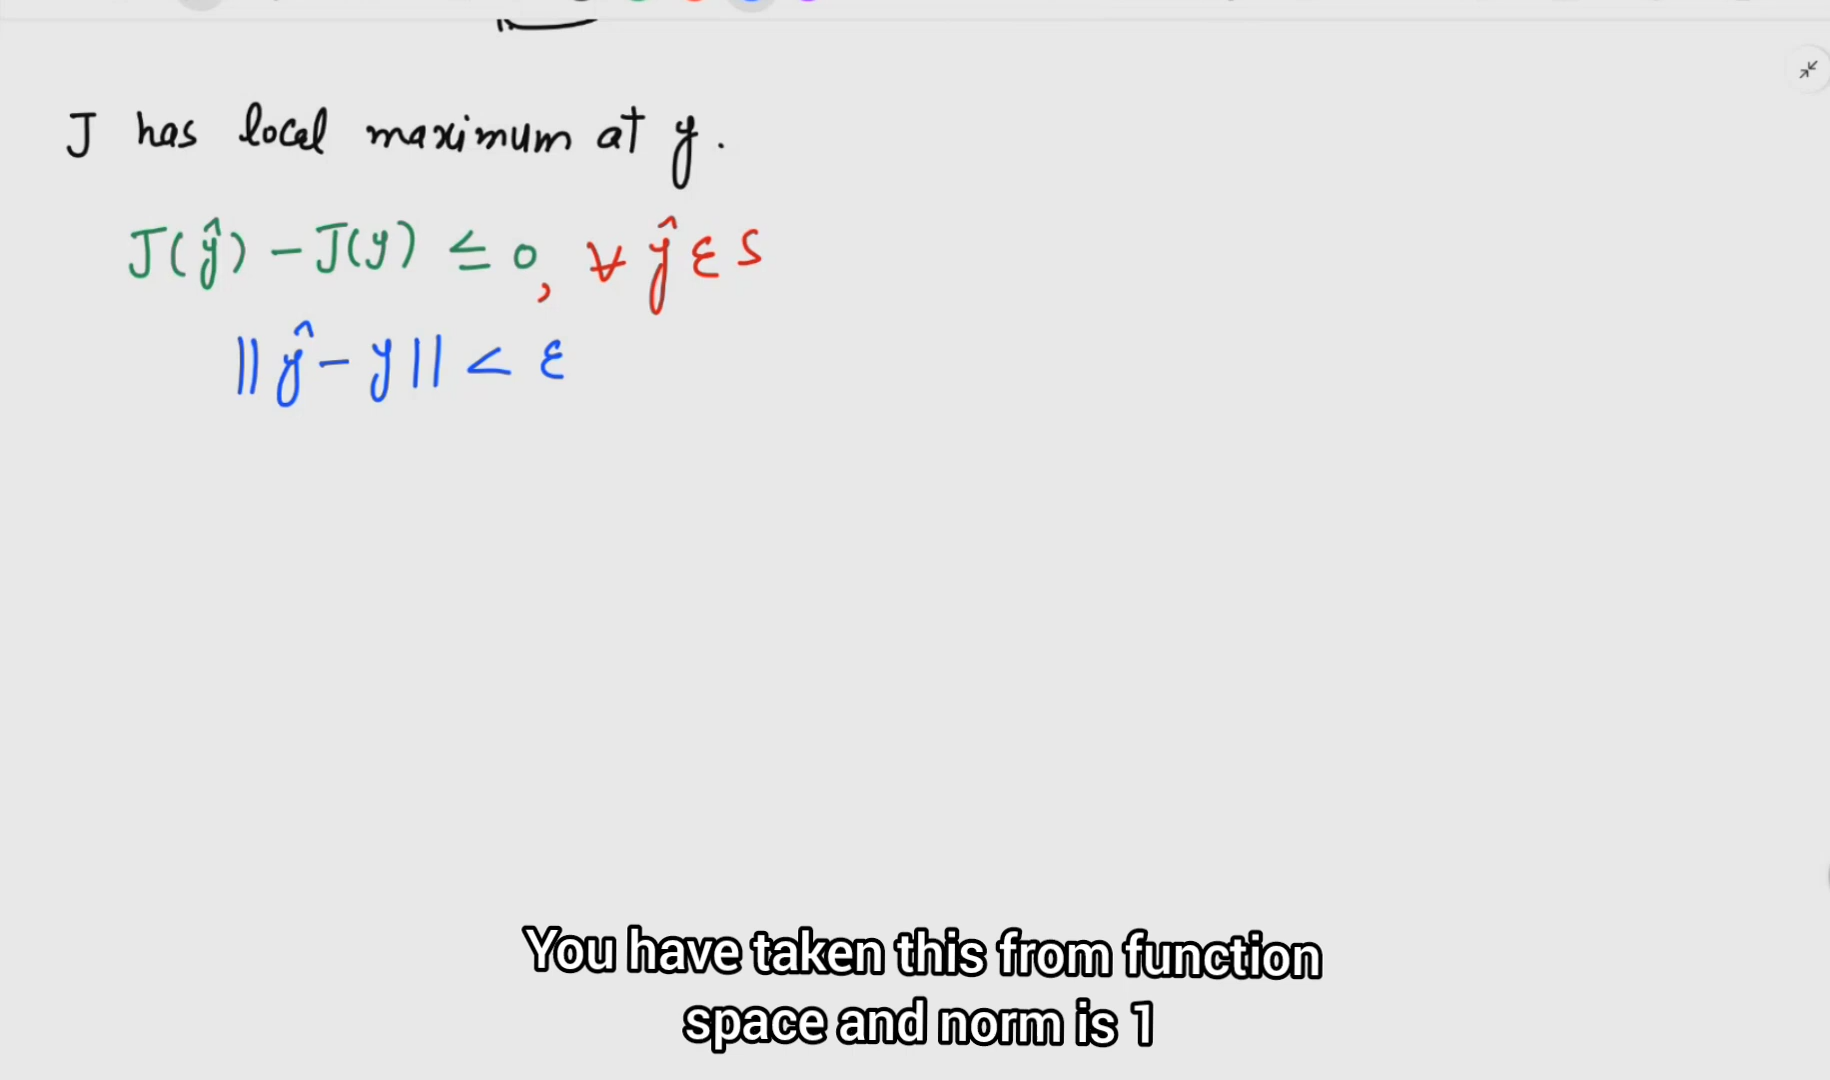 J has local maximum at y.
J(ŷ) - J(y) ≤ 0, ∀ ŷ ε S
||ŷ - y|| < ε
You have taken this from function
space and norm is 1